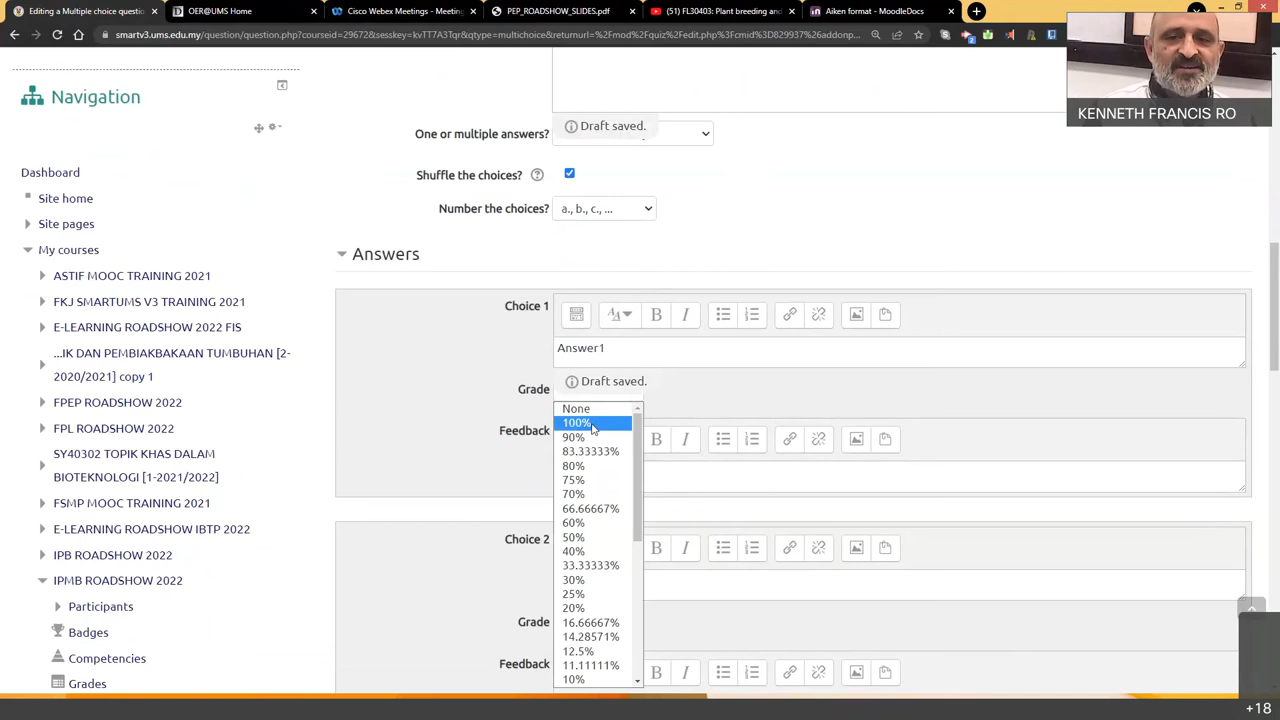 Editing a Multiple choice questi
OER@UMS Home
Cisco Webex Meetings - Meeting
PEP_ROADSHOW_SLIDES.pdf
(51) FL30403: Plant breeding and
Aiken format - MoodleDocs
smartv3.ums.edu.my/question/question.php?courseid=29672&sesskey=kvTT7A3Tqr&qtype=multichoice&returnurl=%2Fmod%2Fquiz%2Fedit.php%3Fcmid%3D829937%26addonp...
KENNETH FRANCIS RO
Navigation
Dashboard
Site home
Site pages
My courses
ASTIF MOOC TRAINING 2021
FKJ SMARTUMS V3 TRAINING 2021
E-LEARNING ROADSHOW 2022 FIS
...IK DAN PEMBIAKBAKAAN TUMBUHAN [2-
2020/2021] copy 1
FPEP ROADSHOW 2022
FPL ROADSHOW 2022
SY40302 TOPIK KHAS DALAM
BIOTEKNOLOGI [1-2021/2022]
FSMP MOOC TRAINING 2021
E-LEARNING ROADSHOW IBTP 2022
IPB ROADSHOW 2022
IPMB ROADSHOW 2022
Participants
Badges
Competencies
Grades
Draft saved.
One or multiple answers?
Shuffle the choices?
Number the choices?
a., b., c., ...
Answers
Choice 1
Answer1
Draft saved.
Grade
None
100%
90%
83.33333%
80%
75%
70%
66.66667%
60%
50%
40%
33.33333%
30%
25%
20%
16.66667%
14.28571%
12.5%
11.11111%
10%
Feedback
Choice 2
Grade
Feedback
+18